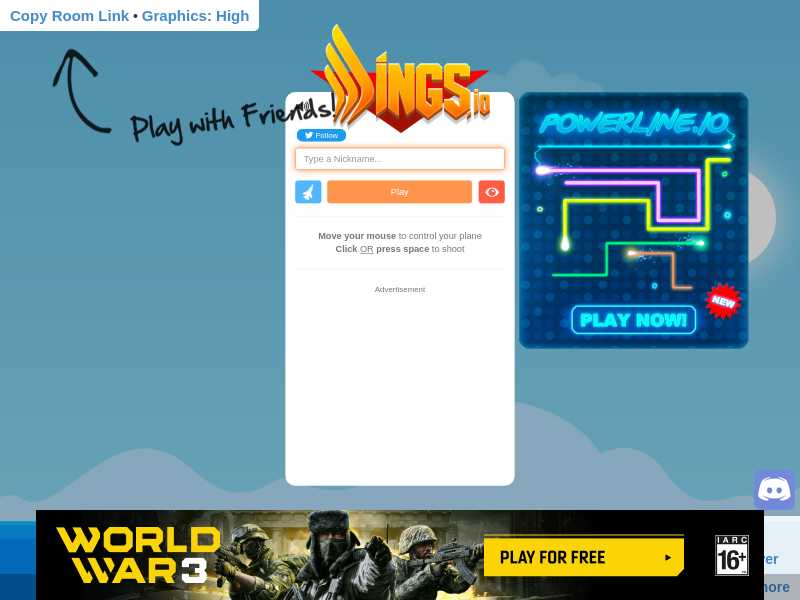 Copy Room Link • Graphics: High
Play with Friends!
WINGS.io
Follow
Type a Nickname...
Play
Move your mouse to control your plane
Click OR press space to shoot
Advertisement
POWERLINE.IO
NEW
PLAY NOW!
WORLD
WAR 3
PLAY FOR FREE
IARC
16+